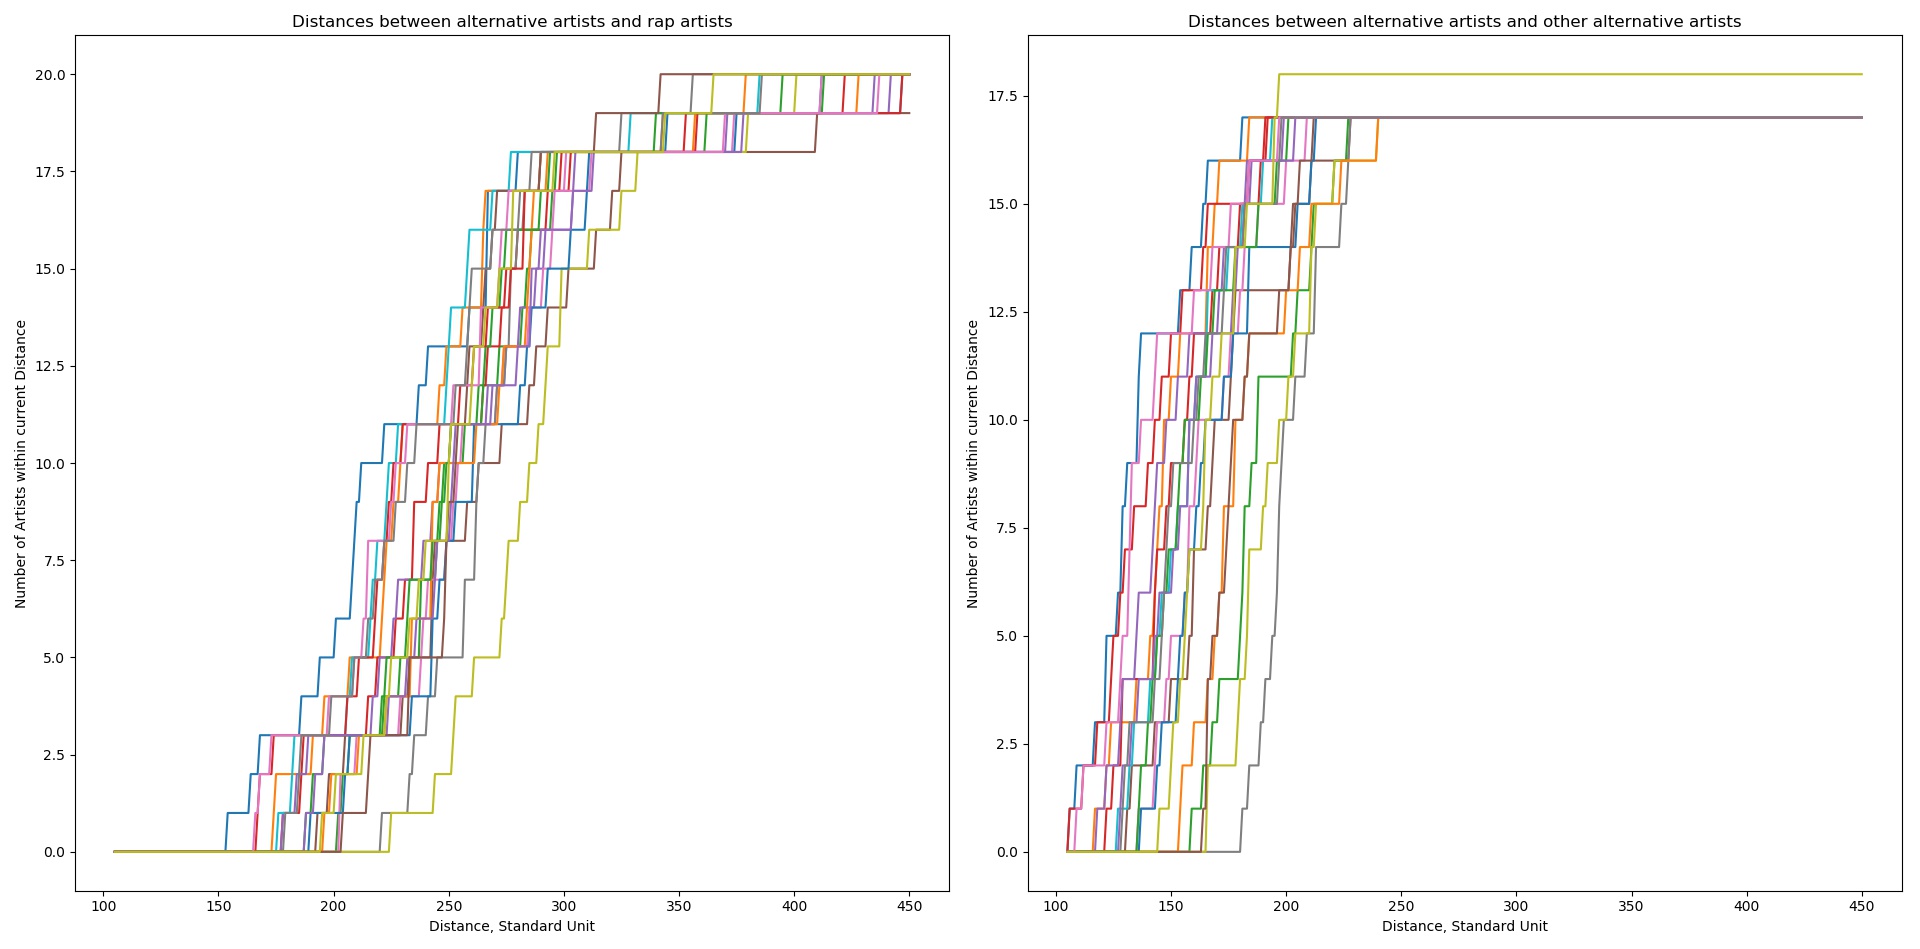 Distances between alternative artists and rap artists
20.0
17.5
15.0
12.5
10.0
7.5
5.0
2.5
0.0
Number of Artists within current Distance
100 150 200 250 300 350 400 450
Distance, Standard Unit
Distances between alternative artists and other alternative artists
17.5
15.0
12.5
10.0
7.5
5.0
2.5
0.0
Number of Artists within current Distance
100 150 200 250 300 350 400 450
Distance, Standard Unit